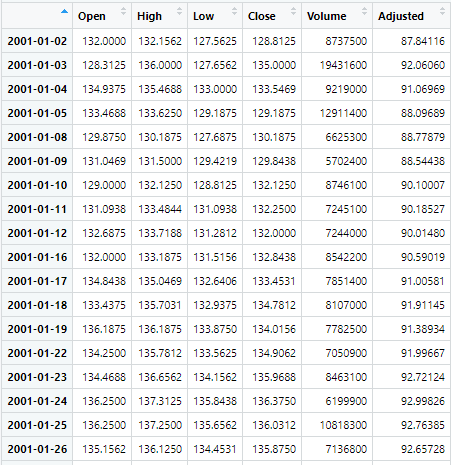 Open High Low Close Volume Adjusted
2001-01-02 132.0000 132.1562 127.5625 128.8125 8737500 87.84116
2001-01-03 128.3125 136.0000 127.6562 135.0000 19431600 92.06060
2001-01-04 134.9375 135.4688 133.0000 133.5469 9219000 91.06969
2001-01-05 133.4688 133.6250 129.1875 129.1875 12911400 88.09689
2001-01-08 129.8750 130.1875 127.6875 130.1875 6625300 88.77879
2001-01-09 131.0469 131.5000 129.4219 129.8438 5702400 88.54438
2001-01-10 129.0000 132.1250 128.8125 132.1250 8746100 90.10007
2001-01-11 131.0938 133.4844 131.0938 132.2500 7245100 90.18527
2001-01-12 132.6875 133.7188 131.2812 132.0000 7244000 90.01480
2001-01-16 132.0000 133.1875 131.5156 132.8438 8542200 90.59019
2001-01-17 134.8438 135.0469 132.6406 133.4531 7851400 91.00581
2001-01-18 133.4375 135.7031 132.9375 134.7812 8107000 91.91145
2001-01-19 136.1875 136.1875 133.8750 134.0156 7782500 91.38934
2001-01-22 134.2500 135.7812 133.5625 134.9062 7050900 91.99667
2001-01-23 134.4688 136.6562 134.1562 135.9688 8463100 92.72124
2001-01-24 136.2500 137.3125 135.8438 136.3750 6199900 92.99826
2001-01-25 136.2500 137.2500 135.6562 136.0312 10818300 92.76385
2001-01-26 135.1562 136.1250 134.4531 135.8750 7136800 92.65728